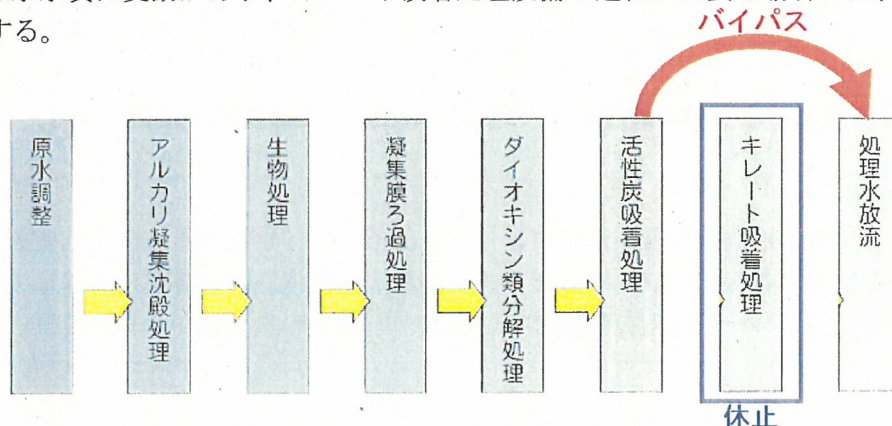 する。
バイパス
原水調整
アルカリ凝集沈殿処理
生物処理
凝集膜ろ過処理
ダイオキシン類分解処理
活性炭吸着処理
キレート吸着処理
処理水放流
休止